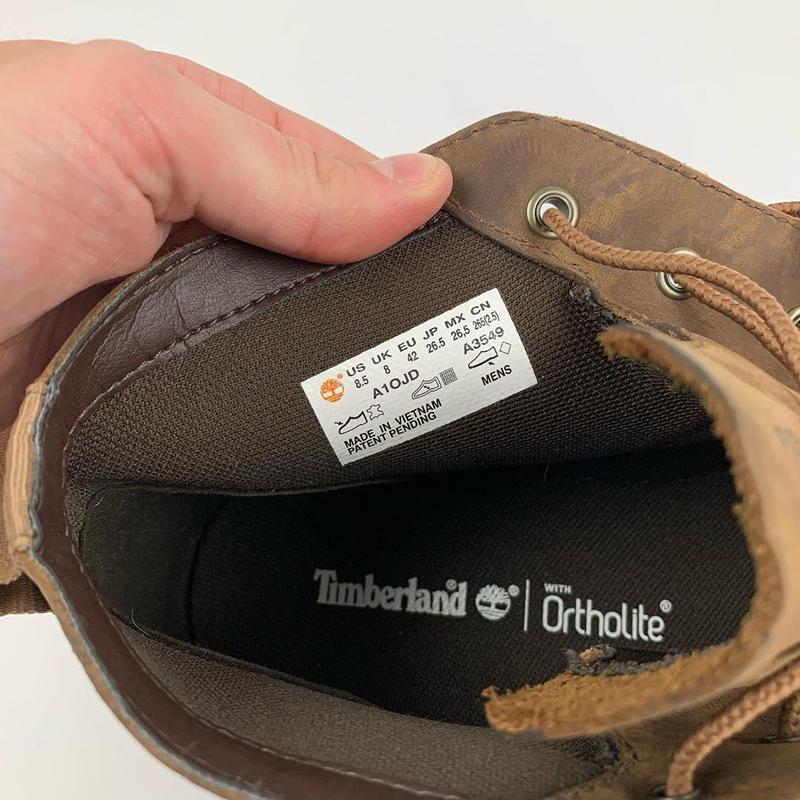 US UK EU JP MX CN
8.5 8 42 26.5 26,5 265(2.5)
A1OJD A3549
MENS
MADE IN VIETNAM
PATENT PENDING
Timberland® ® | WITH Ortholite®